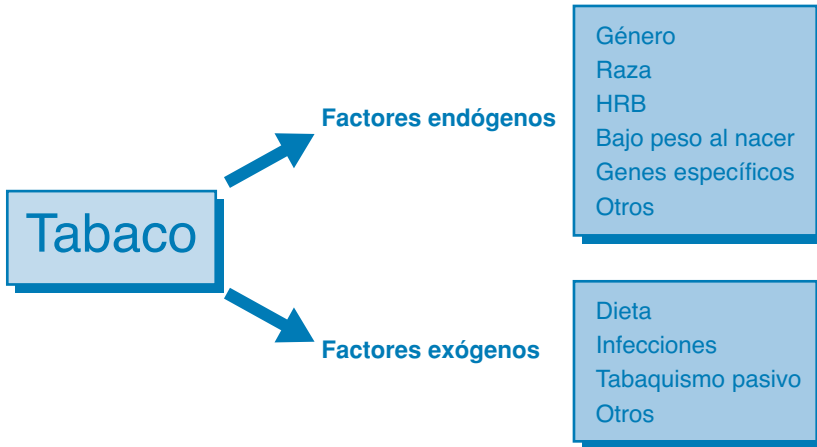 Tabaco
Factores endógenos
Género
Raza
HRB
Bajo peso al nacer
Genes específicos
Otros
Factores exógenos
Dieta
Infecciones
Tabaquismo pasivo
Otros